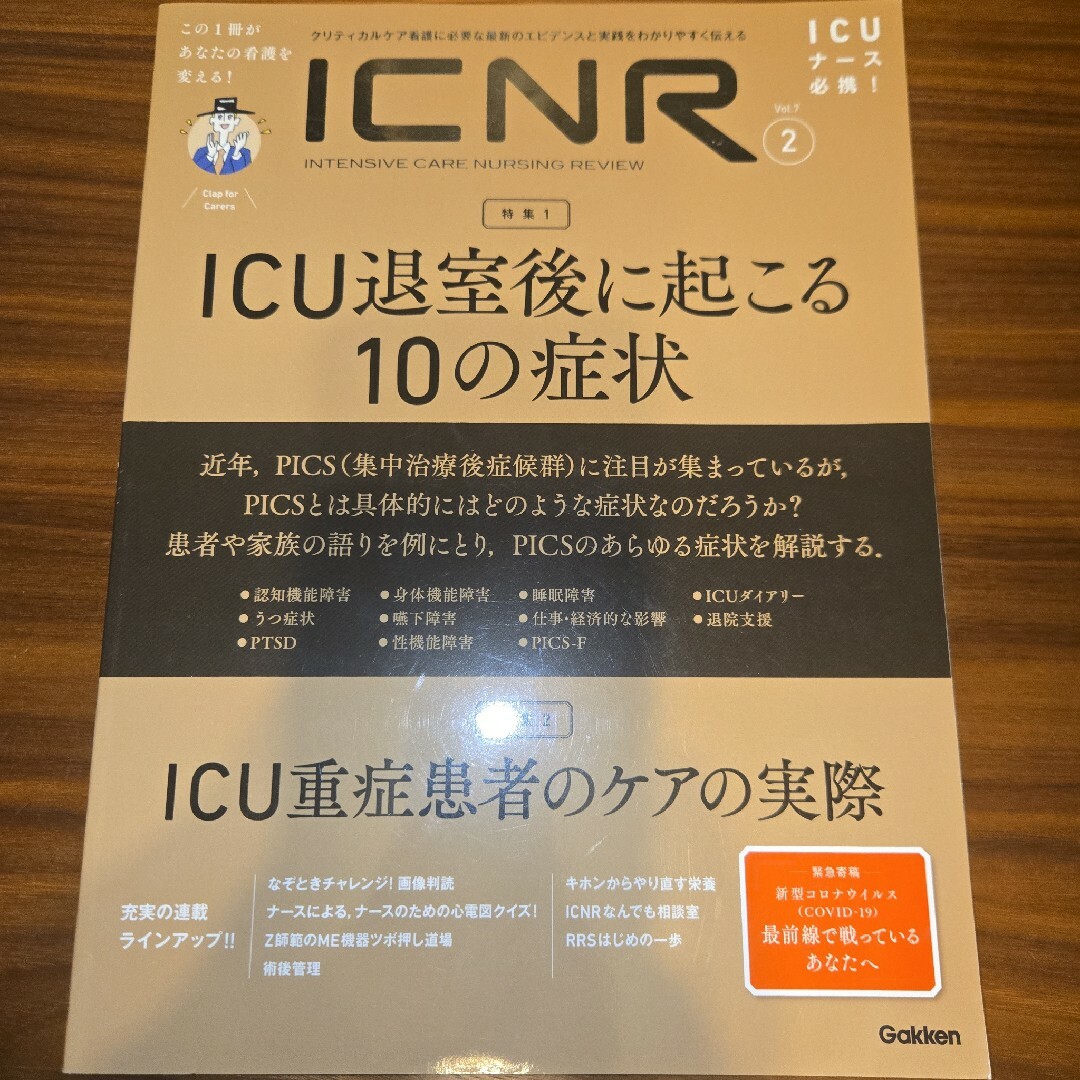 この1冊が
あなたの看護を
変える!
Clap for
Carers
クリティカルケア看護に必要な最新のエビデンスと実践をわかりやすく伝える
ICNR
INTENSIVE CARE NURSING REVIEW
ICU
ナース
必携!
Vol.7
2
特集1
ICU退室後に起こる
10の症状
近年，PICS（集中治療後症候群）に注目が集まっているが，
PICSとは具体的にはどのような症状なのだろうか?
患者や家族の語りを例にとり，PICSのあらゆる症状を解説する．
●認知機能障害 ●身体機能障害 ●睡眠障害 ●ICUダイアリー
●うつ症状 ●嚥下障害 ●仕事・経済的な影響 ●退院支援
●PTSD ●性機能障害 ●PICS-F
2
ICU重症患者のケアの実際
充実の連載
ラインアップ!!
なぞときチャレンジ! 画像判読
ナースによる，ナースのための心電図クイズ!
Z師範のME機器ツボ押し道場
術後管理
キホンからやり直す栄養
ICNRなんでも相談室
RRSはじめの一歩
緊急寄稿
新型コロナウイルス
(COVID-19)
最前線で戦っている
あなたへ
Gakken